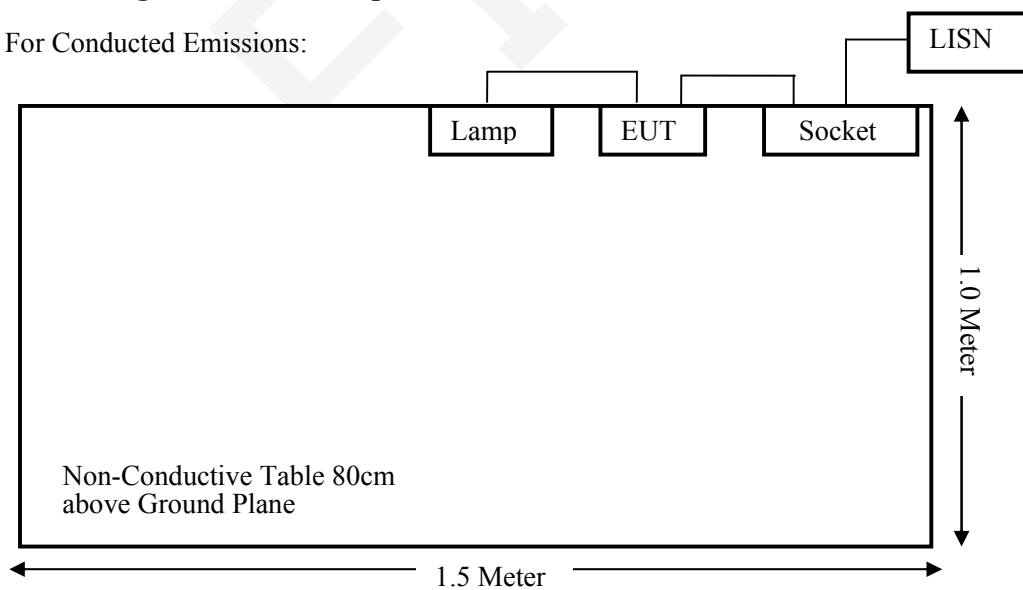 For Conducted Emissions:
LISN
Lamp
EUT
Socket
1.0 Meter
Non-Conductive Table 80cm
above Ground Plane
1.5 Meter